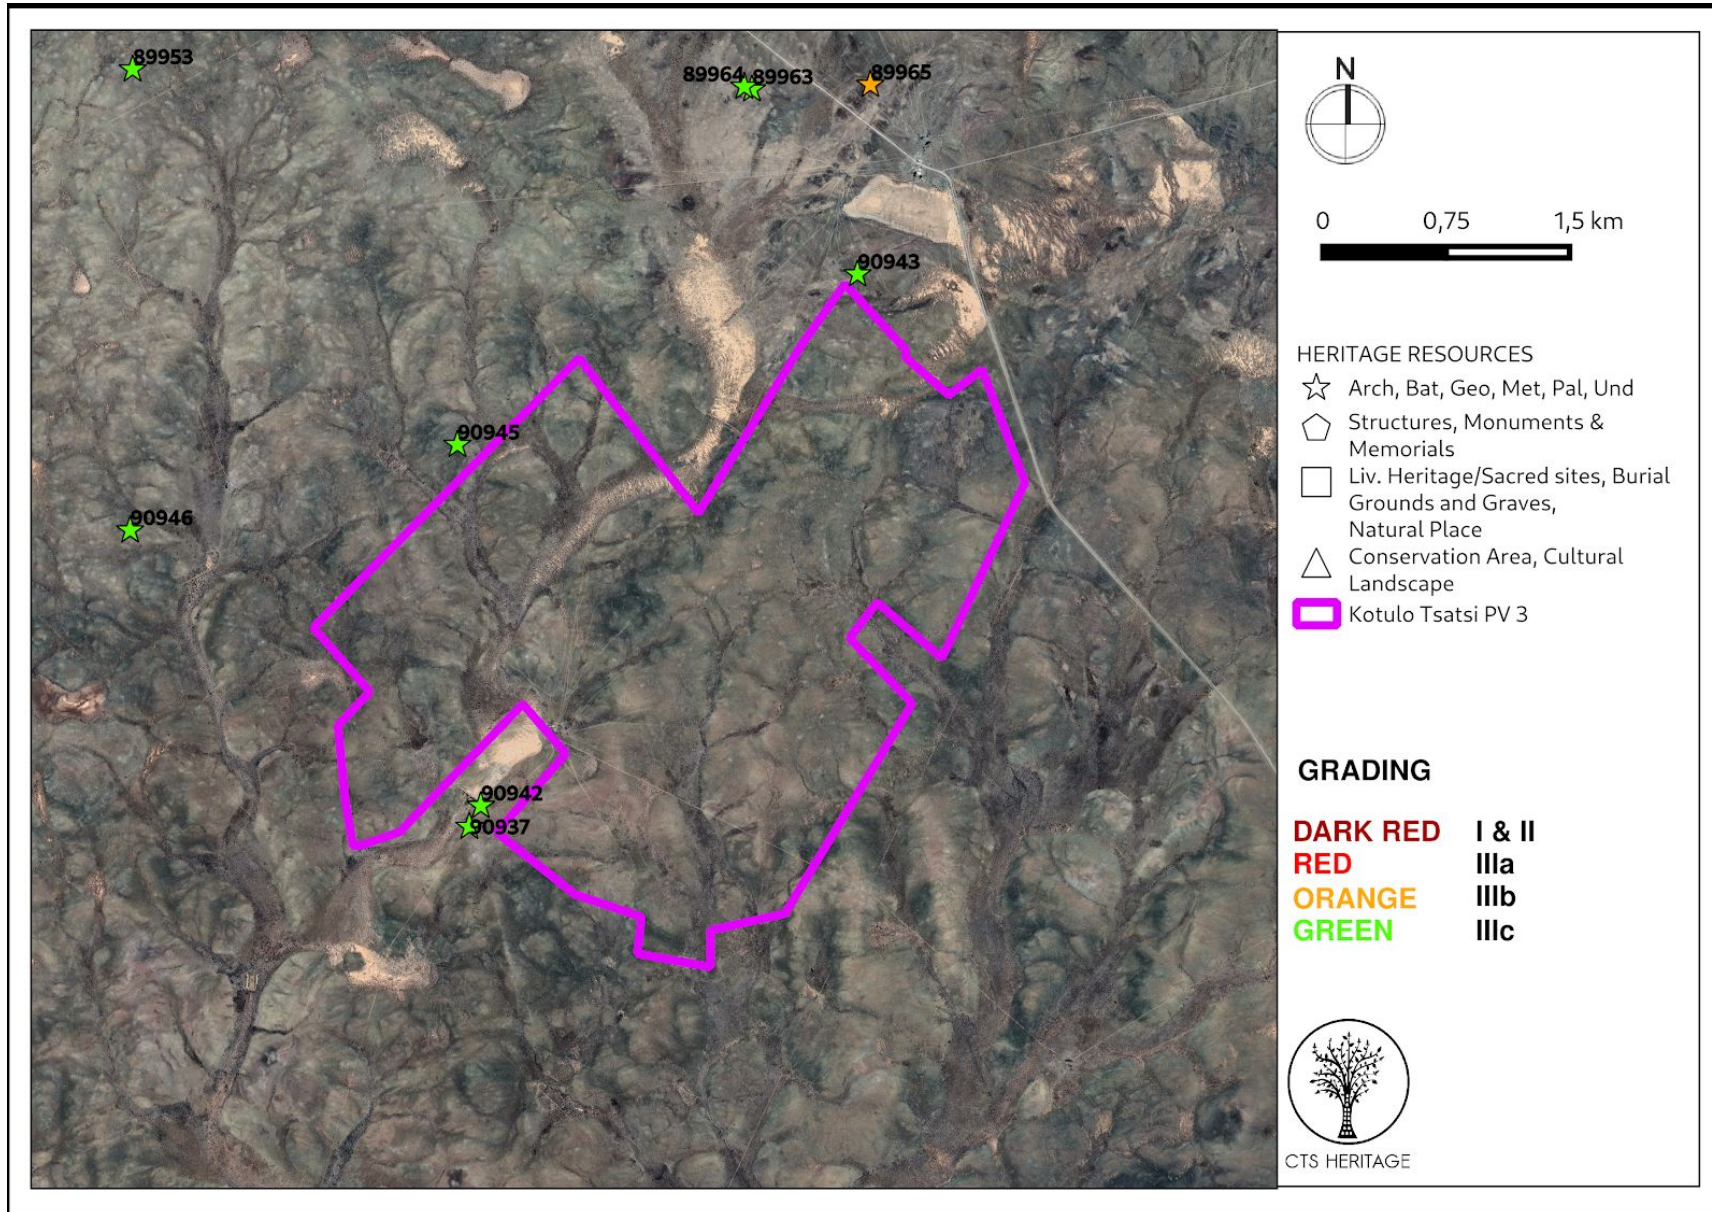 89953
89964
89963
89965
90943
90945
90946
90942
90937
N
0 0,75 1,5 km
HERITAGE RESOURCES
Arch, Bat, Geo, Met, Pal, Und
Structures, Monuments &
Memorials
Liv. Heritage/Sacred sites, Burial
Grounds and Graves,
Natural Place
Conservation Area, Cultural
Landscape
Kotulo Tsatsi PV 3
GRADING
DARK RED I & II
RED IIIa
ORANGE IIIb
GREEN IIIc
CTS HERITAGE